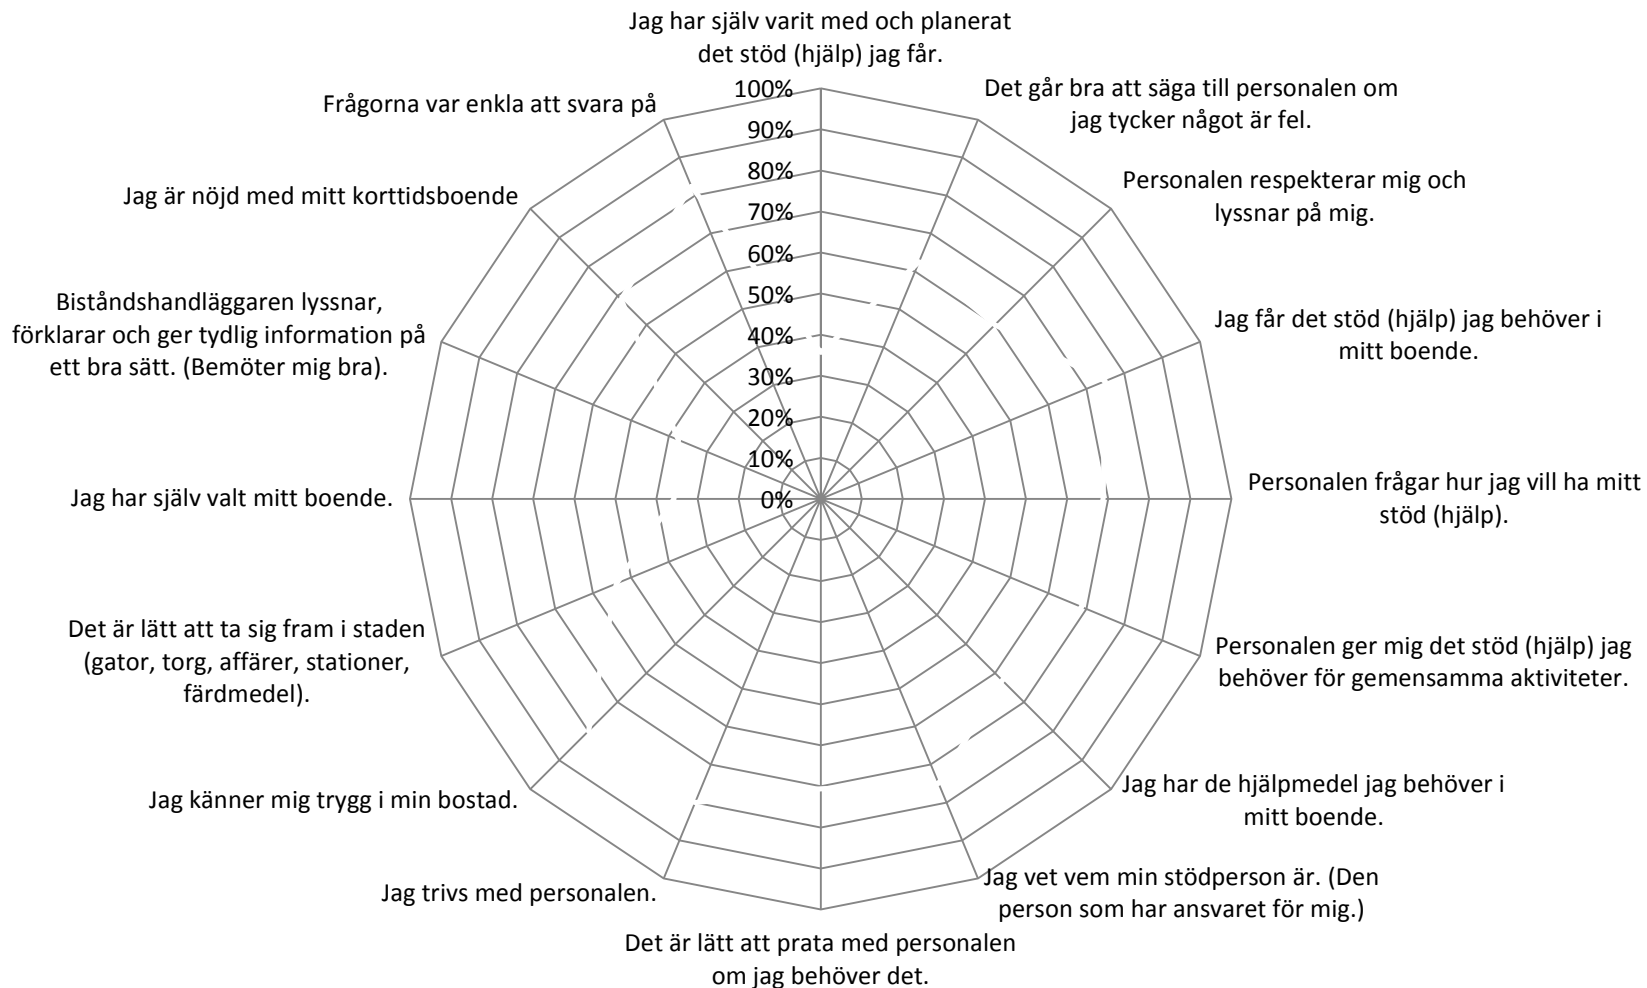 Jag har själv varit med och planerat
det stöd (hjälp) jag får.
Det går bra att säga till personalen om
jag tycker något är fel.
Personalen respekterar mig och
lyssnar på mig.
Jag får det stöd (hjälp) jag behöver i
mitt boende.
Personalen frågar hur jag vill ha mitt
stöd (hjälp).
Personalen ger mig det stöd (hjälp) jag
behöver för gemensamma aktiviteter.
Jag har de hjälpmedel jag behöver i
mitt boende.
Jag vet vem min stödperson är. (Den
person som har ansvaret för mig.)
Det är lätt att prata med personalen
om jag behöver det.
Jag trivs med personalen.
Jag känner mig trygg i min bostad.
Det är lätt att ta sig fram i staden
(gator, torg, affärer, stationer,
färdmedel).
Jag har själv valt mitt boende.
Biståndshandläggaren lyssnar,
förklarar och ger tydlig information på
ett bra sätt. (Bemöter mig bra).
Jag är nöjd med mitt korttidsboende
Frågorna var enkla att svara på
100%
90%
80%
70%
60%
50%
40%
30%
20%
10%
0%